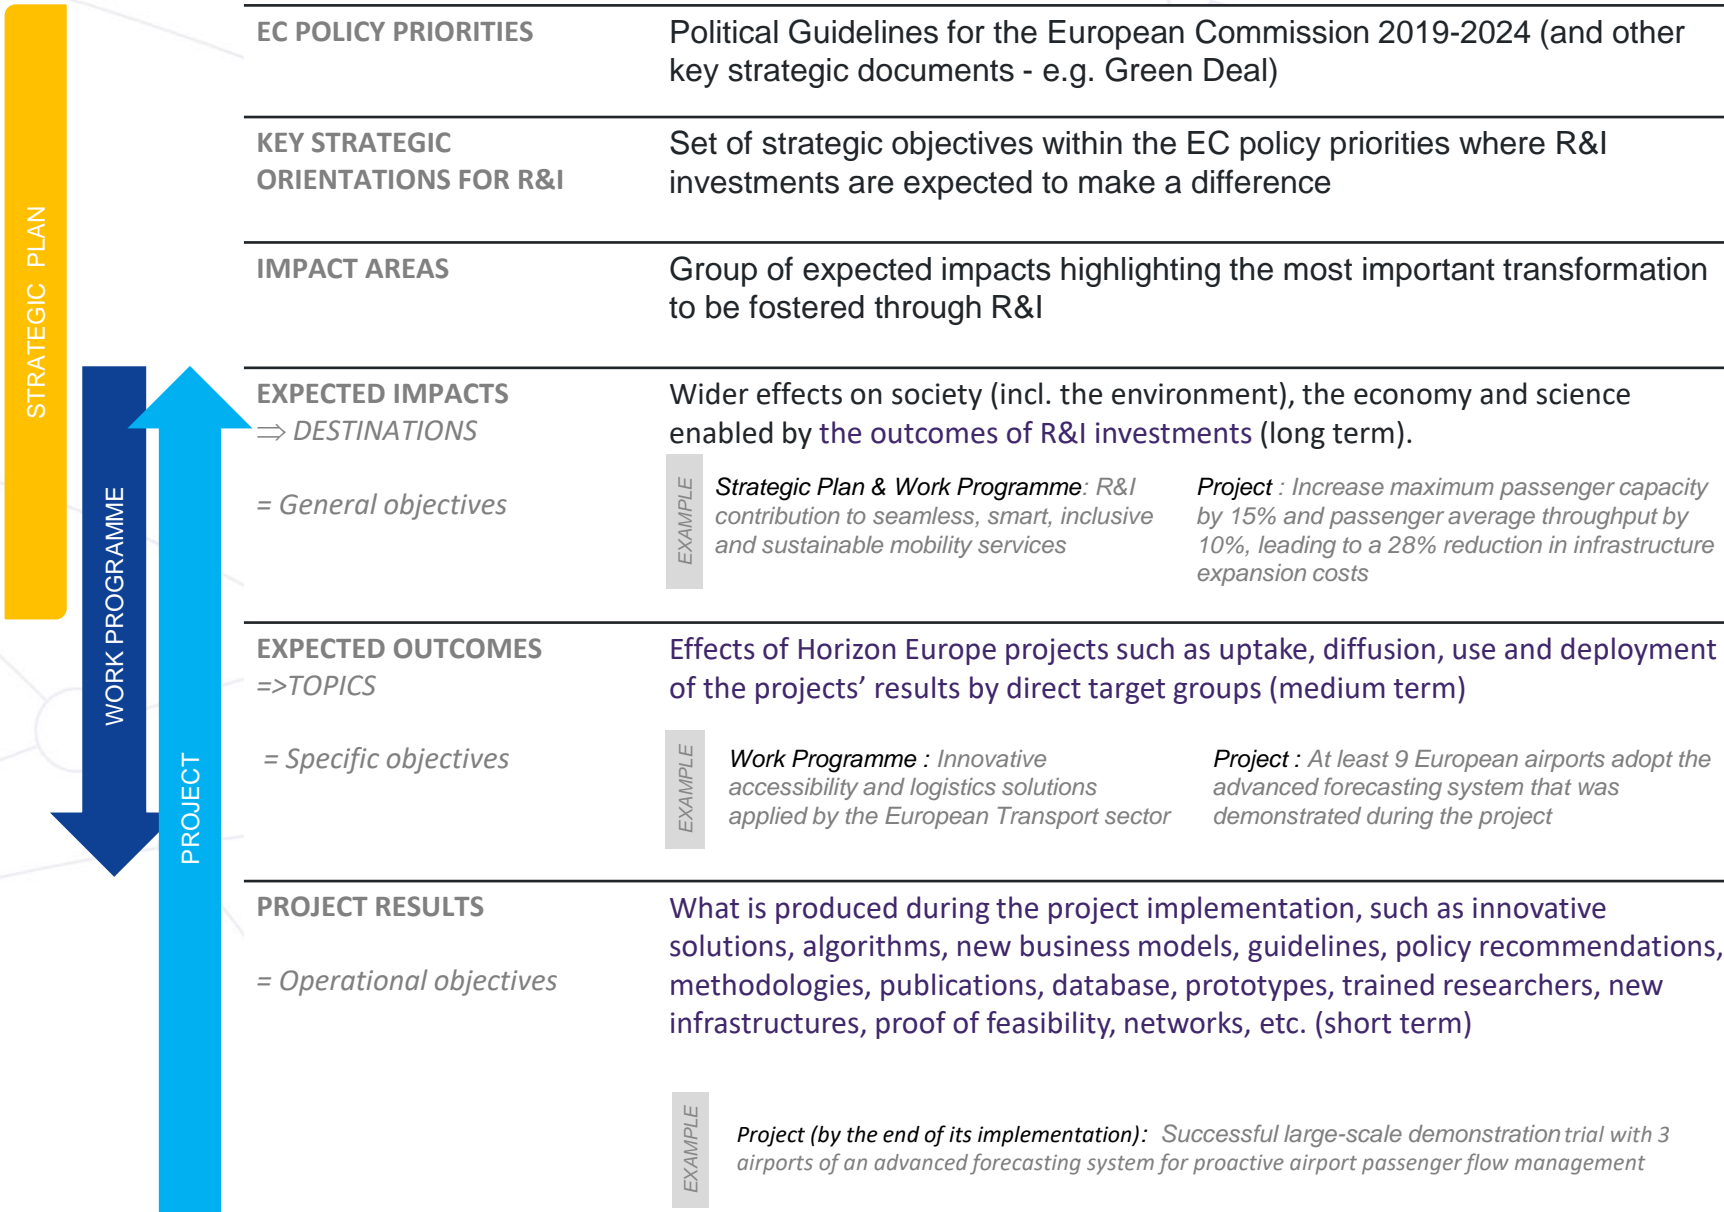 STRATEGIC PLAN
WORK PROGRAMME
PROJECT
EC POLICY PRIORITIES
Political Guidelines for the European Commission 2019-2024 (and other
key strategic documents - e.g. Green Deal)
KEY STRATEGIC
ORIENTATIONS FOR R&I
Set of strategic objectives within the EC policy priorities where R&I
investments are expected to make a difference
IMPACT AREAS
Group of expected impacts highlighting the most important transformation
to be fostered through R&I
EXPECTED IMPACTS
⇒ DESTINATIONS
= General objectives
Wider effects on society (incl. the environment), the economy and science
enabled by the outcomes of R&I investments (long term).
EXAMPLE
Strategic Plan & Work Programme: R&I
contribution to seamless, smart, inclusive
and sustainable mobility services
Project : Increase maximum passenger capacity
by 15% and passenger average throughput by
10%, leading to a 28% reduction in infrastructure
expansion costs
EXPECTED OUTCOMES
=>TOPICS
= Specific objectives
Effects of Horizon Europe projects such as uptake, diffusion, use and deployment
of the projects’ results by direct target groups (medium term)
EXAMPLE
Work Programme : Innovative
accessibility and logistics solutions
applied by the European Transport sector
Project : At least 9 European airports adopt the
advanced forecasting system that was
demonstrated during the project
PROJECT RESULTS
= Operational objectives
What is produced during the project implementation, such as innovative
solutions, algorithms, new business models, guidelines, policy recommendations,
methodologies, publications, database, prototypes, trained researchers, new
infrastructures, proof of feasibility, networks, etc. (short term)
EXAMPLE
Project (by the end of its implementation): Successful large-scale demonstration trial with 3
airports of an advanced forecasting system for proactive airport passenger flow management